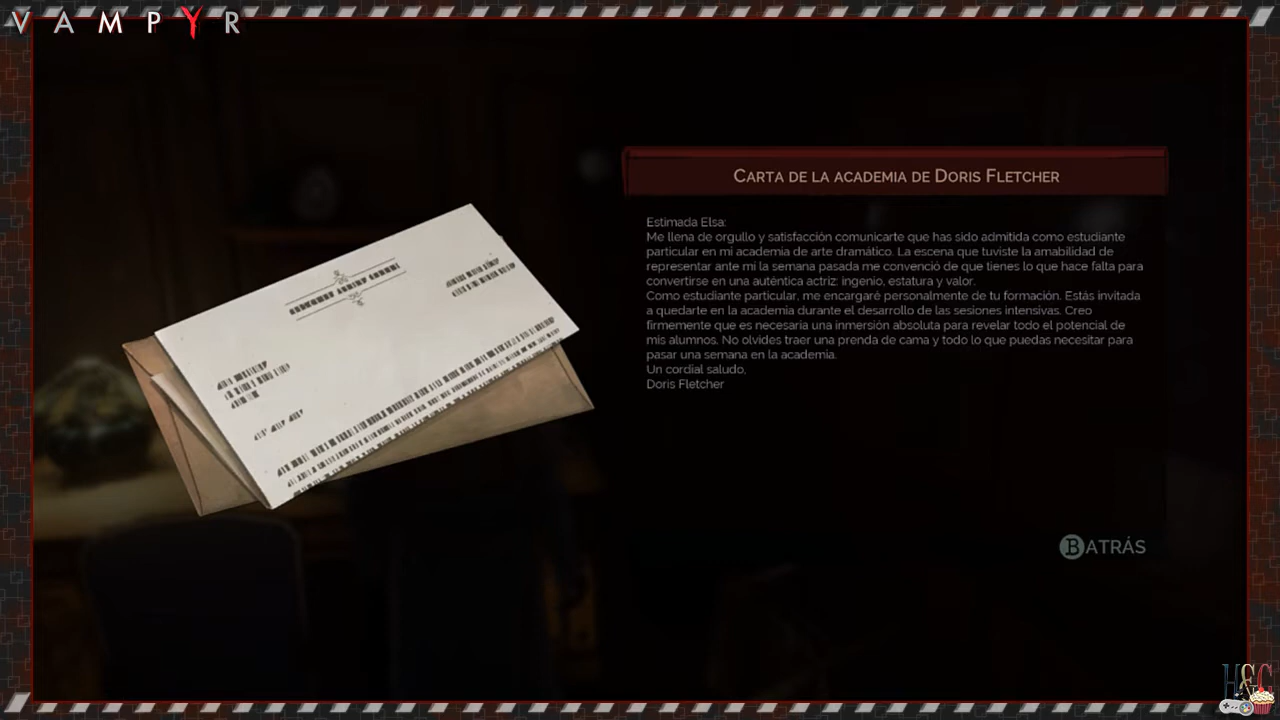 VAMPYR
CARTA DE LA ACADEMIA DE DORIS FLETCHER
Estimada Elsa:
Me llena de orgullo y satisfacción comunicarte que has sido admitida como estudiante
particular en mi academia de arte dramático. La escena que tuviste la amabilidad de
representar ante mí la semana pasada me convenció de que tienes lo que hace falta para
convertirse en una auténtica actriz: ingenio, estatura y valor.
Como estudiante particular, me encargaré personalmente de tu formación. Estás invitada
a quedarte en la academia durante el desarrollo de las sesiones intensivas. Creo
firmemente que es necesaria una inmersión absoluta para revelar todo el potencial de
mis alumnos. No olvides traer una prenda de cama y todo lo que puedas necesitar para
pasar una semana en la academia.
Un cordial saludo,
Doris Fletcher
B ATRÁS
H&C